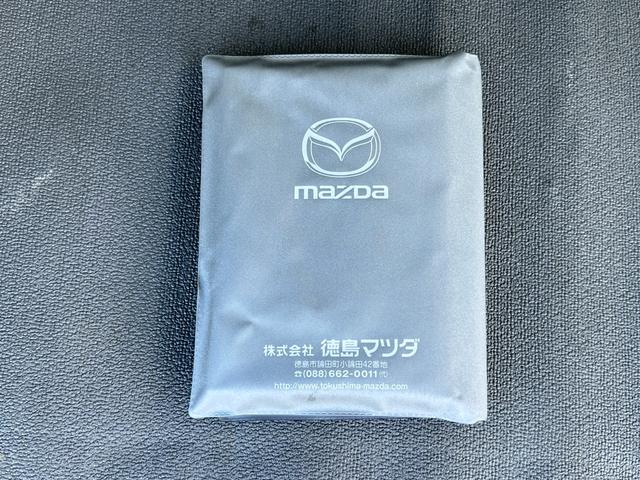 mazda
株式会社 徳島マツダ
徳島市論田町小論田42番地
☎(088)662-0011(代)
http://www.tokushima-mazda.com